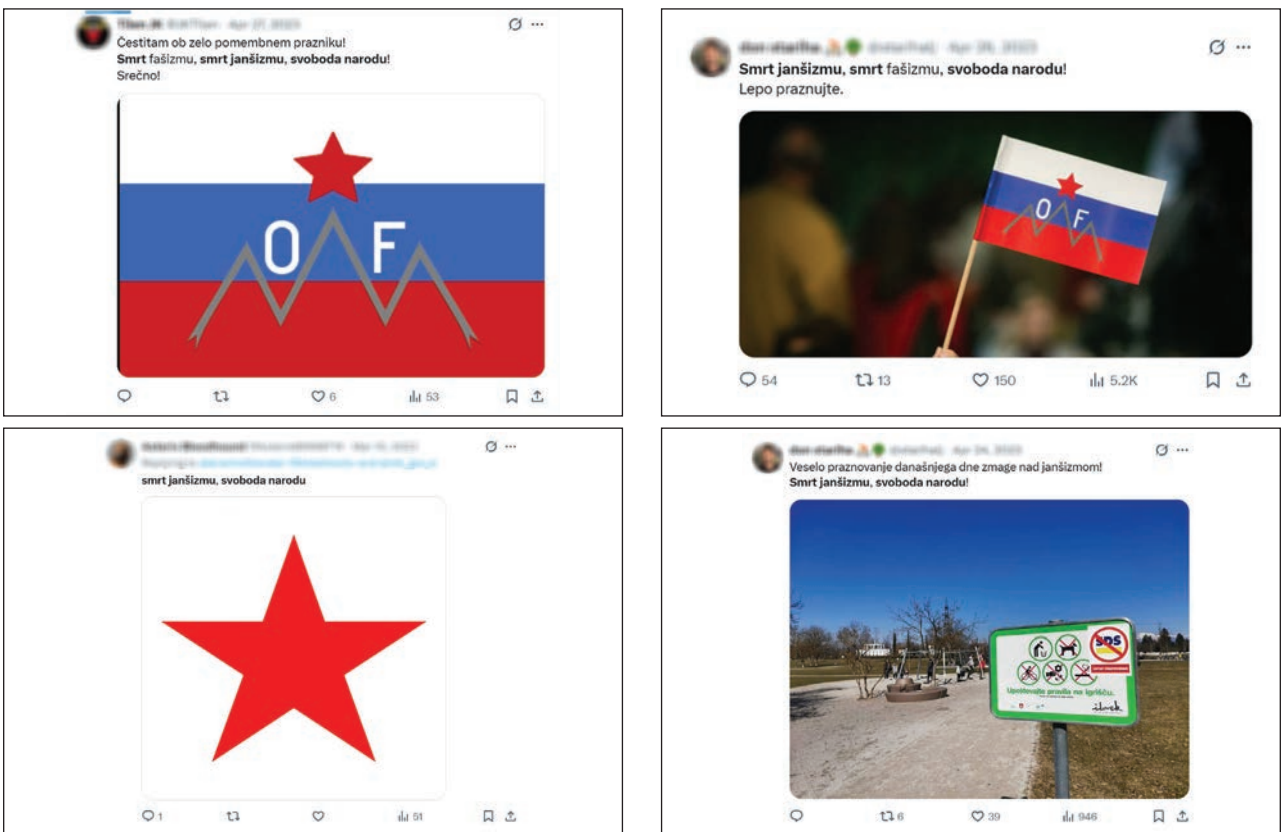 Čestitam ob zelo pomembnem prazniku!
Smrt fašizmu, smrt janšizmu, svoboda narodu!
Srečno!
O F
6
53
Smrt janšizmu, smrt fašizmu, svoboda narodu!
Lepo praznujte.
O F
54
13
150
5.2K
smrt janšizmu, svoboda narodu
1
51
Veselo praznovanje današnjega dne zmage nad janšizmom!
Smrt janšizmu, svoboda narodu!
SDS
Upoštevajte pravila na igrišču.
6
39
946